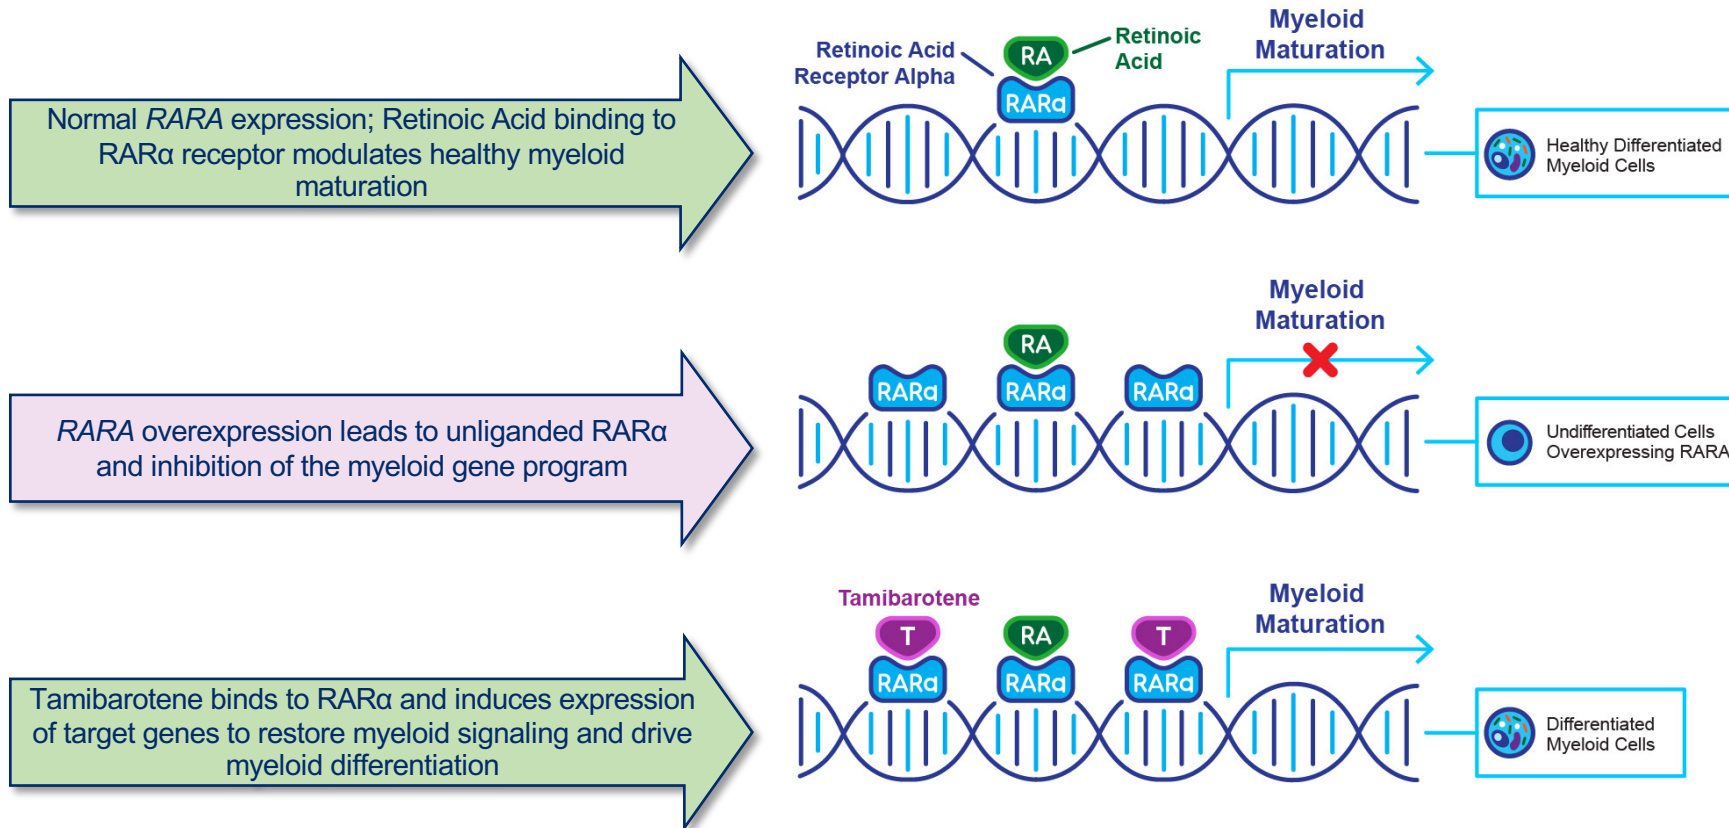 Normal RARA expression; Retinoic Acid binding to
RARα receptor modulates healthy myeloid
maturation
Retinoic Acid
Receptor Alpha
RA
Retinoic
Acid
RARα
Myeloid
Maturation
Healthy Differentiated
Myeloid Cells
RARA overexpression leads to unliganded RARα
and inhibition of the myeloid gene program
RARα
RA
RARα
RARα
Myeloid
Maturation
Undifferentiated Cells
Overexpressing RARA
Tamibarotene binds to RARα and induces expression
of target genes to restore myeloid signaling and drive
myeloid differentiation
Tamibarotene
T
RARα
RA
RARα
T
RARα
Myeloid
Maturation
Differentiated
Myeloid Cells